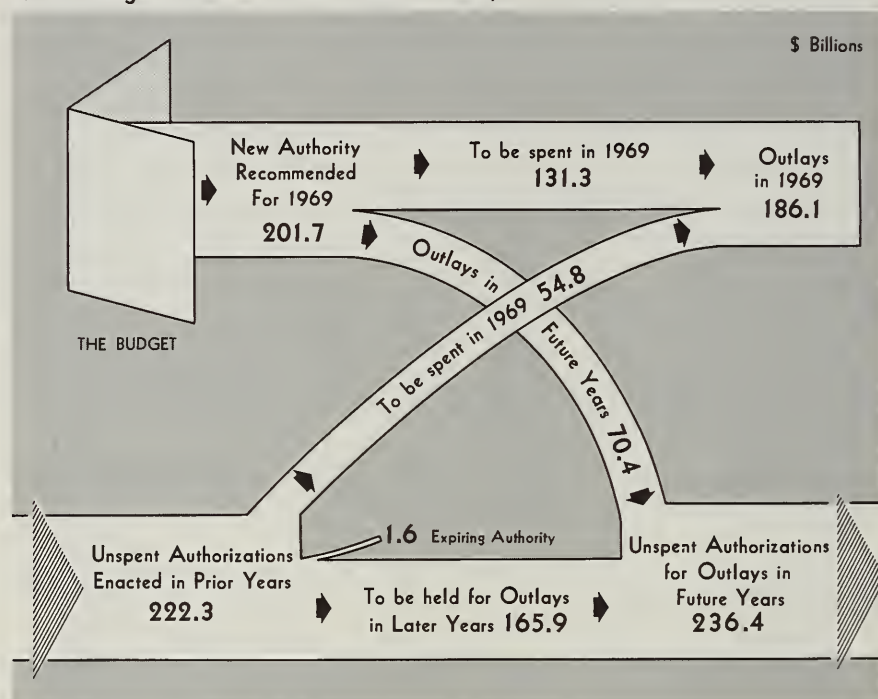 $ Billions
New Authority
Recommended
For 1969
201.7
To be spent in 1969
131.3
Outlays
in 1969
186.1
THE BUDGET
Outlays in
Future Years 70.4
To be spent in 1969 54.8
1.6 Expiring Authority
Unspent Authorizations
Enacted in Prior Years
222.3
To be held for Outlays
in Later Years 165.9
Unspent Authorizations
for Outlays in
Future Years
236.4